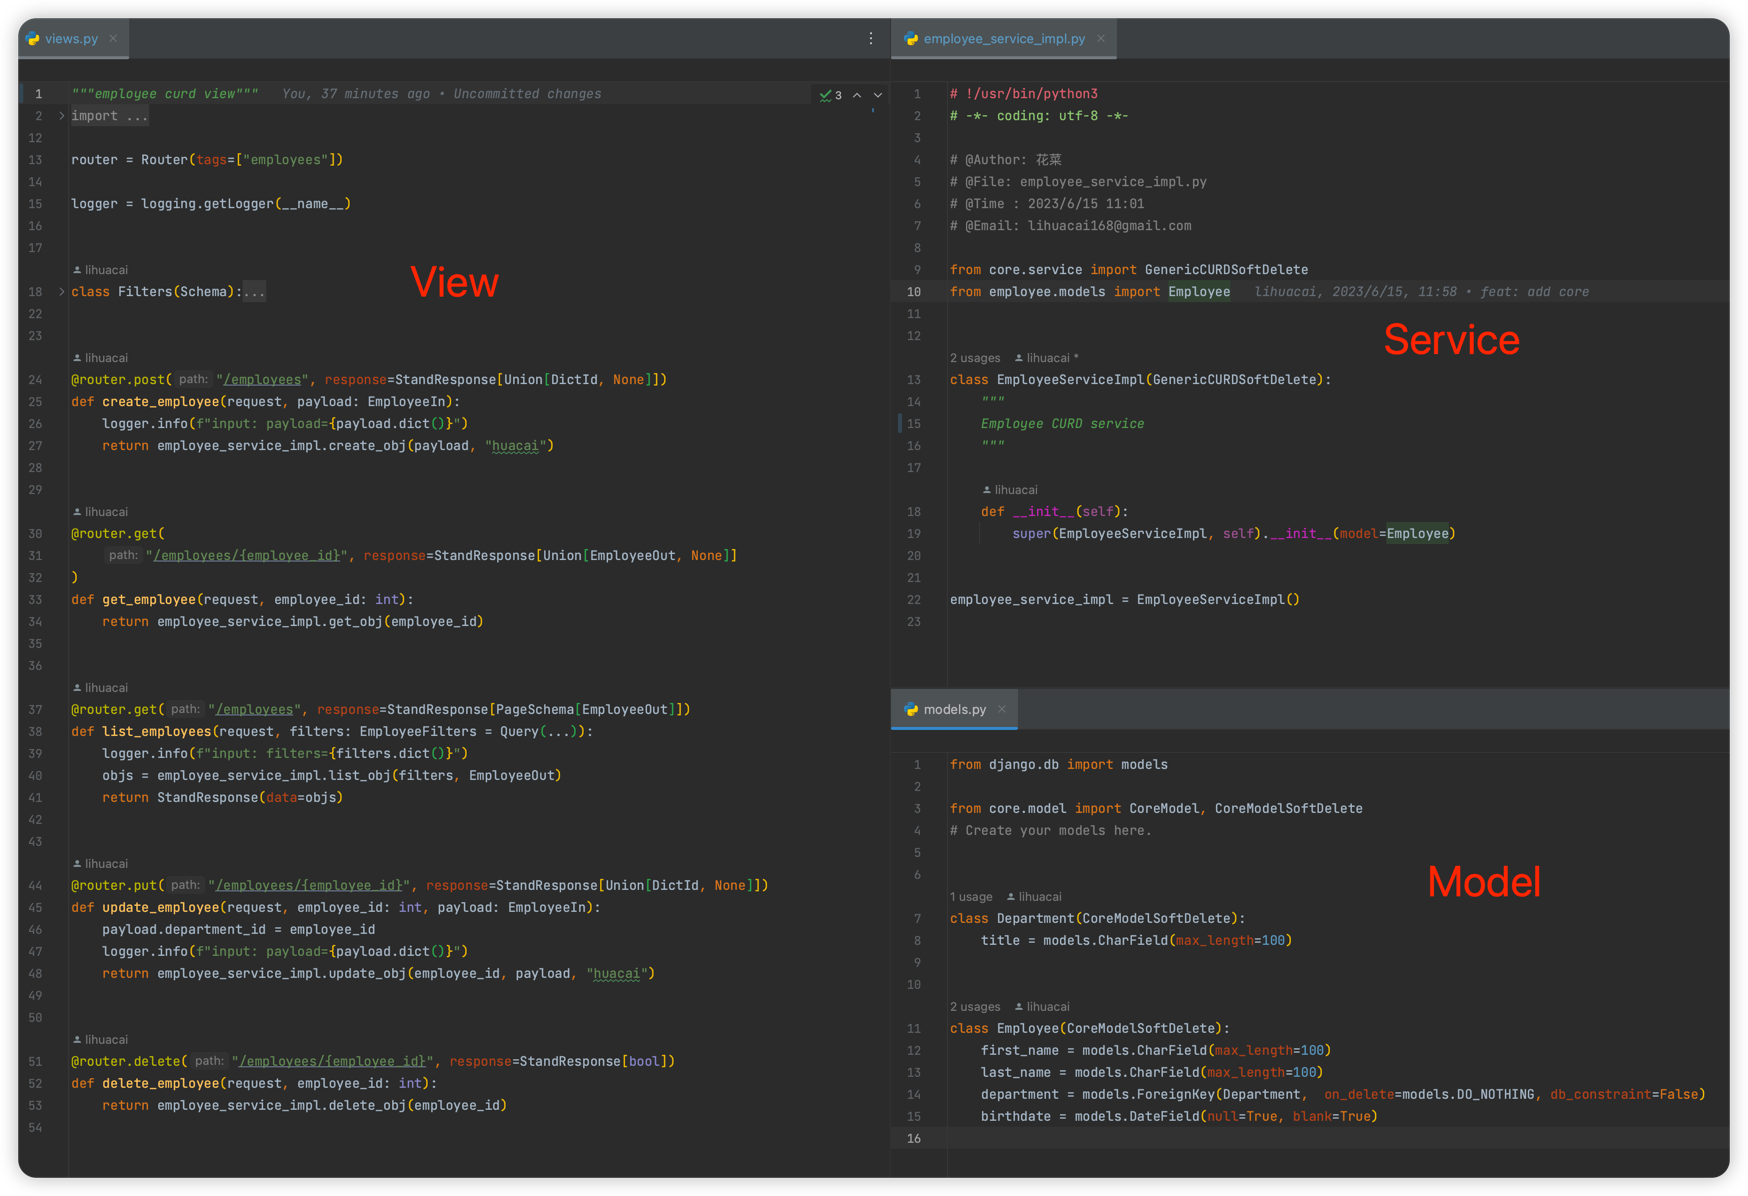 views.py
1 """employee curd view""" You, 37 minutes ago • Uncommitted changes
3
2 import ...
12
13 router = Router(tags=["employees"])
14
15 logger = logging.getLogger(__name__)
16
17
lihuacai
View
18 class Filters(Schema):...
22
23
lihuacai
24 @router.post( path: "/employees", response=StandResponse[Union[DictId, None]])
25 def create_employee(request, payload: EmployeeIn):
26 logger.info(f"input: payload={payload.dict()}")
27 return employee_service_impl.create_obj(payload, "huacai")
28
29
lihuacai
30 @router.get(
31 path: "/employees/{employee_id}", response=StandResponse[Union[EmployeeOut, None]]
32 )
33 def get_employee(request, employee_id: int):
34 return employee_service_impl.get_obj(employee_id)
35
36
lihuacai
37 @router.get( path: "/employees", response=StandResponse[PageSchema[EmployeeOut]])
38 def list_employees(request, filters: EmployeeFilters = Query(...)):
39 logger.info(f"input: filters={filters.dict()}")
40 objs = employee_service_impl.list_obj(filters, EmployeeOut)
41 return StandResponse(data=objs)
42
43
lihuacai
44 @router.put( path: "/employees/{employee_id}", response=StandResponse[Union[DictId, None]])
45 def update_employee(request, employee_id: int, payload: EmployeeIn):
46 payload.department_id = employee_id
47 logger.info(f"input: payload={payload.dict()}")
48 return employee_service_impl.update_obj(employee_id, payload, "huacai")
49
50
lihuacai
51 @router.delete( path: "/employees/{employee_id}", response=StandResponse[bool])
52 def delete_employee(request, employee_id: int):
53 return employee_service_impl.delete_obj(employee_id)
54
employee_service_impl.py
1 # !/usr/bin/python3
2 # -*- coding: utf-8 -*-
3
4 # @Author: 花菜
5 # @File: employee_service_impl.py
6 # @Time : 2023/6/15 11:01
7 # @Email: lihuacai168@gmail.com
8
9 from core.service import GenericCURDSoftDelete
10 from employee.models import Employee lihuacai, 2023/6/15, 11:58 • feat: add core
11
12
Service
2 usages lihuacai *
13 class EmployeeServiceImpl(GenericCURDSoftDelete):
14 """
15 Employee CURD service
16 """
17
lihuacai
18 def __init__(self):
19 super(EmployeeServiceImpl, self).__init__(model=Employee)
20
21
22 employee_service_impl = EmployeeServiceImpl()
23
models.py
1 from django.db import models
2
3 from core.model import CoreModel, CoreModelSoftDelete
4 # Create your models here.
5
6
Model
1 usage lihuacai
7 class Department(CoreModelSoftDelete):
8 title = models.CharField(max_length=100)
9
10
2 usages lihuacai
11 class Employee(CoreModelSoftDelete):
12 first_name = models.CharField(max_length=100)
13 last_name = models.CharField(max_length=100)
14 department = models.ForeignKey(Department, on_delete=models.DO_NOTHING, db_constraint=False)
15 birthdate = models.DateField(null=True, blank=True)
16